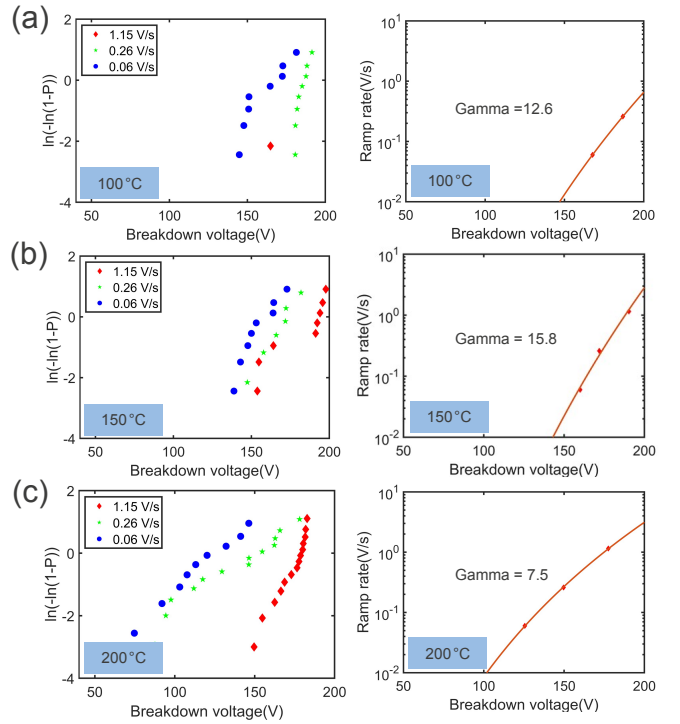 (a)
2
0
-2
-4
ln(-ln(1-P))
1.15 V/s
0.26 V/s
0.06 V/s
100°C
50 100 150 200
Breakdown voltage(V)
10^1
10^0
10^-1
10^-2
Ramp rate(V/s)
Gamma =12.6
100°C
50 100 150 200
Breakdown voltage(V)
(b)
2
0
-2
-4
ln(-ln(1-P))
1.15 V/s
0.26 V/s
0.06 V/s
150°C
50 100 150 200
Breakdown voltage(V)
10^1
10^0
10^-1
10^-2
Ramp rate(V/s)
Gamma = 15.8
150°C
50 100 150 200
Breakdown voltage(V)
(c)
2
0
-2
-4
ln(-ln(1-P))
1.15 V/s
0.26 V/s
0.06 V/s
200°C
50 100 150 200
Breakdown voltage(V)
10^1
10^0
10^-1
10^-2
Ramp rate(V/s)
Gamma = 7.5
200°C
50 100 150 200
Breakdown voltage(V)